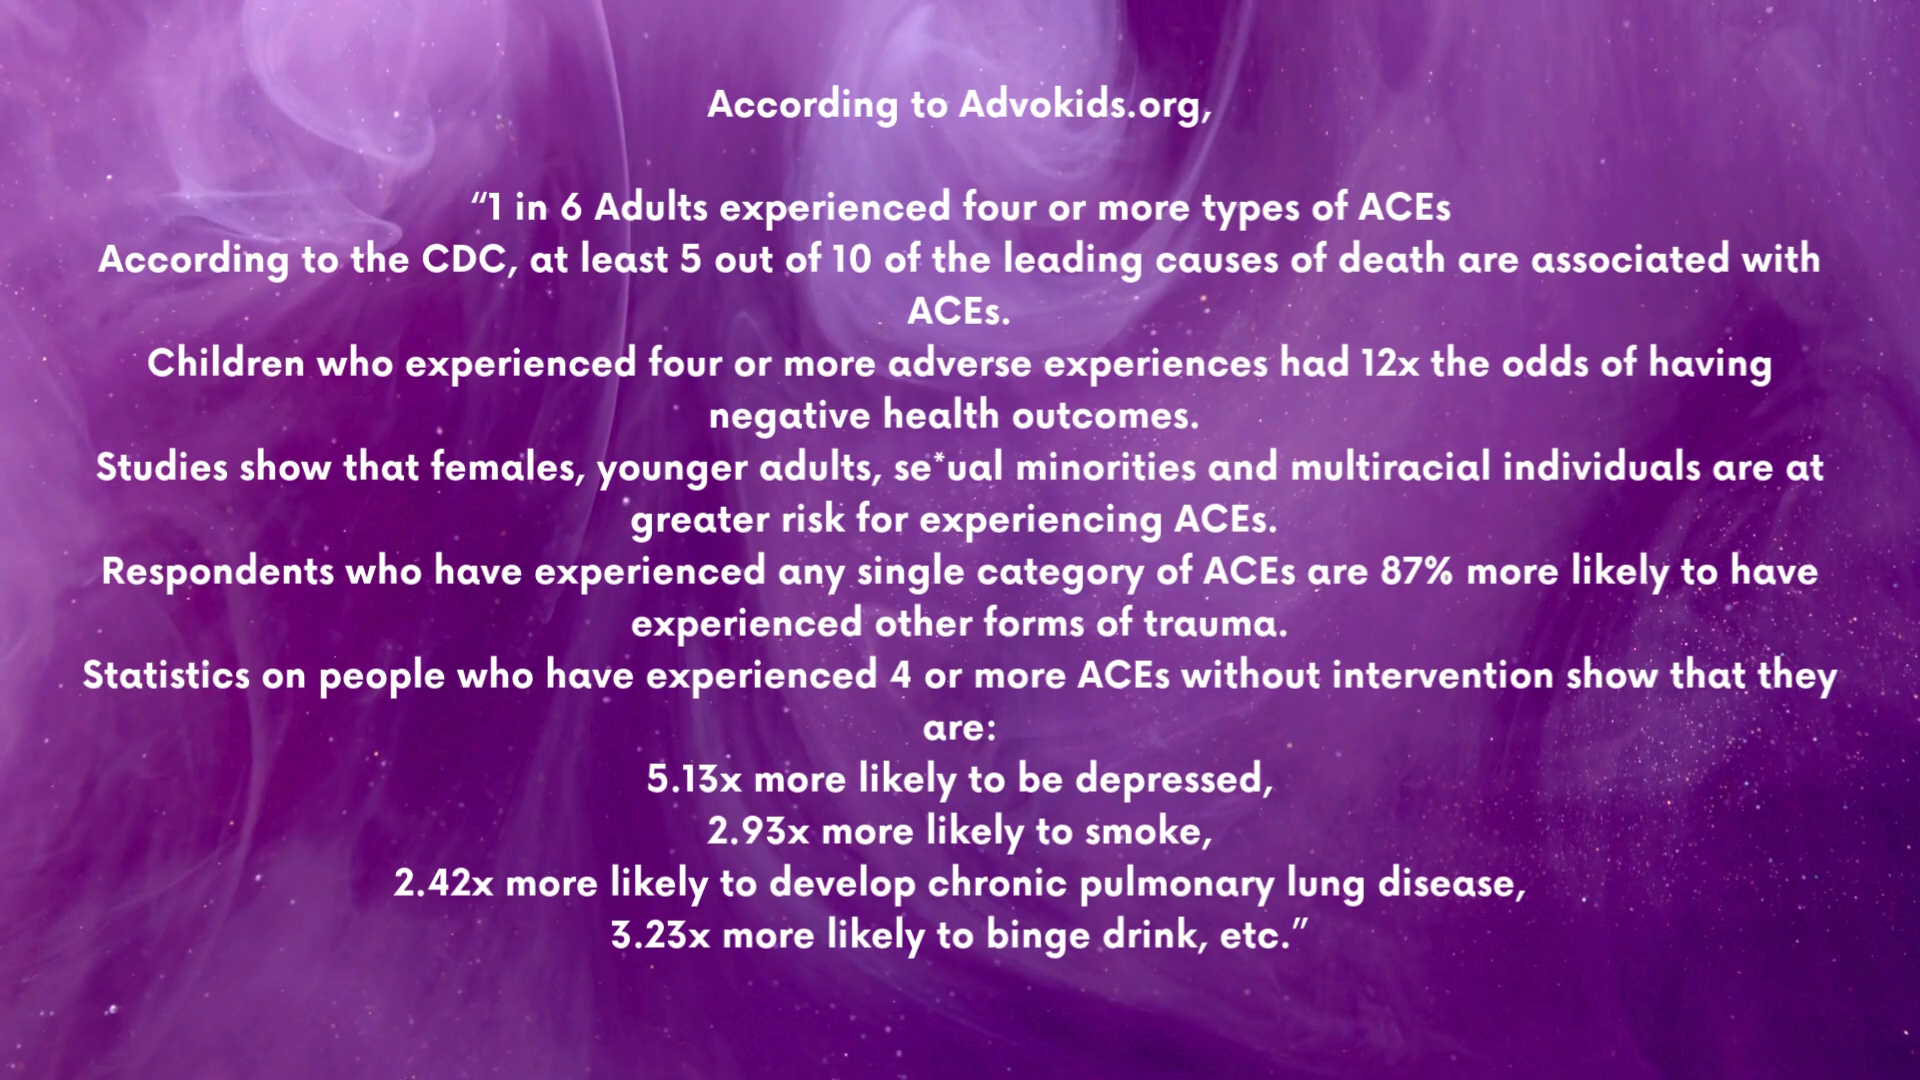 According to Advokids.org,
“1 in 6 Adults experienced four or more types of ACEs
According to the CDC, at least 5 out of 10 of the leading causes of death are associated with
ACEs.
Children who experienced four or more adverse experiences had 12x the odds of having
negative health outcomes.
Studies show that females, younger adults, se*ual minorities and multiracial individuals are at
greater risk for experiencing ACEs.
Respondents who have experienced any single category of ACEs are 87% more likely to have
experienced other forms of trauma.
Statistics on people who have experienced 4 or more ACEs without intervention show that they
are:
5.13x more likely to be depressed,
2.93x more likely to smoke,
2.42x more likely to develop chronic pulmonary lung disease,
3.23x more likely to binge drink, etc.”